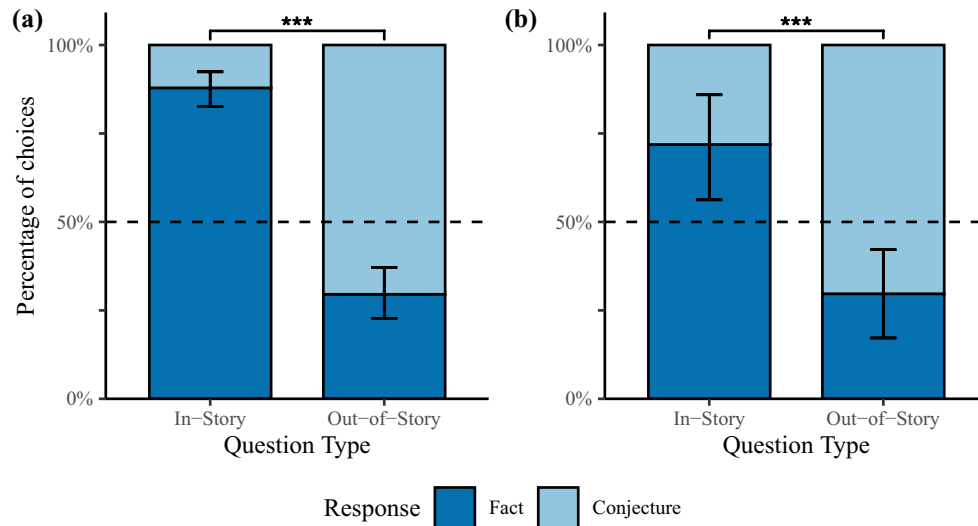 (a)
***
100%
50%
0%
Percentage of choices
In−Story
Out−of−Story
Question Type
(b)
***
100%
50%
0%
In−Story
Out−of−Story
Question Type
Response
Fact
Conjecture